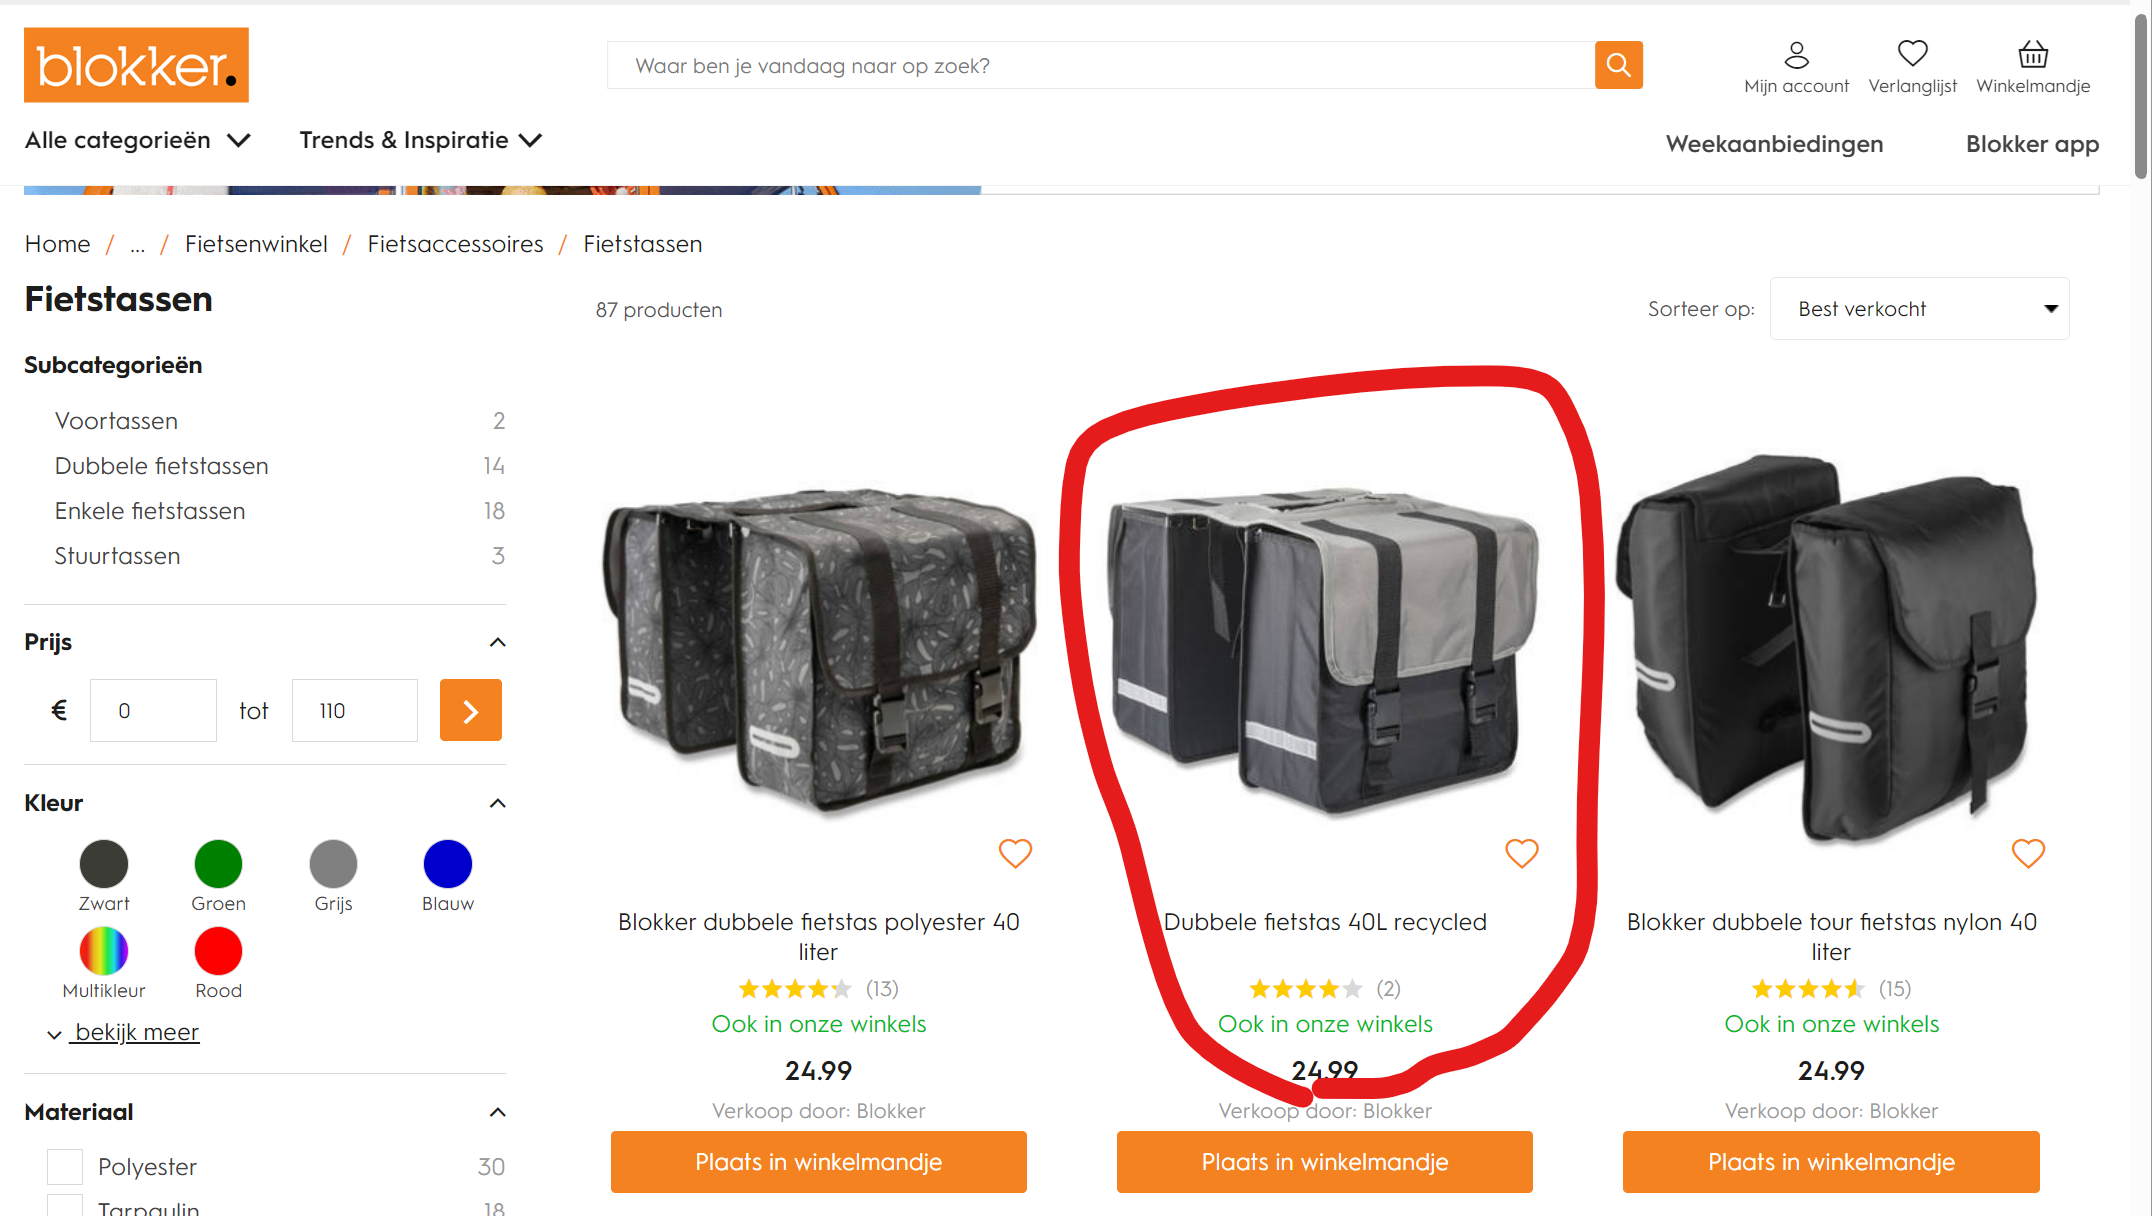 blokker.
Waar ben je vandaag naar op zoek?
Mijn account
Verlanglijst
Winkelmandje
Alle categorieën
Trends & Inspiratie
Weekaanbiedingen
Blokker app
Home / ... / Fietsenwinkel / Fietsaccessoires / Fietstassen
Fietstassen
87 producten
Sorteer op:
Best verkocht
Subcategorieën
Voortassen 2
Dubbele fietstassen 14
Enkele fietstassen 18
Stuurtassen 3
Prijs
€ 0 tot 110
Kleur
Zwart
Groen
Grijs
Blauw
Multikleur
Rood
bekijk meer
Materiaal
Polyester 30
Tarpaulin 18
Blokker dubbele fietstas polyester 40
liter
(13)
Ook in onze winkels
24.99
Verkoop door: Blokker
Plaats in winkelmandje
Dubbele fietstas 40L recycled
(2)
Ook in onze winkels
24.99
Verkoop door: Blokker
Plaats in winkelmandje
Blokker dubbele tour fietstas nylon 40
liter
(15)
Ook in onze winkels
24.99
Verkoop door: Blokker
Plaats in winkelmandje